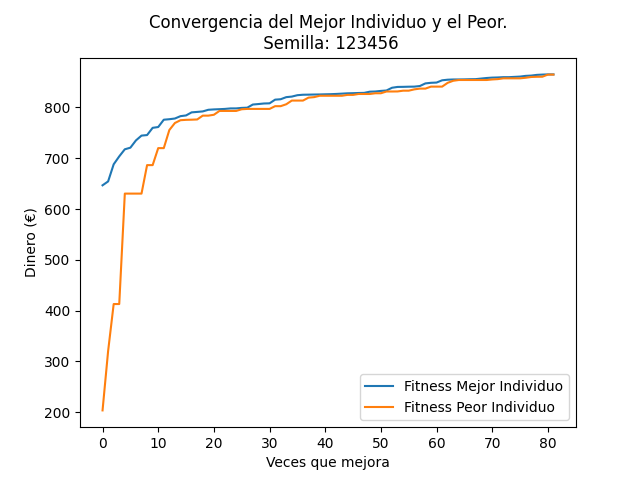 Convergencia del Mejor Individuo y el Peor.
Semilla: 123456
Dinero (€)
800
700
600
500
400
300
200
0 10 20 30 40 50 60 70 80
Veces que mejora
Fitness Mejor Individuo
Fitness Peor Individuo